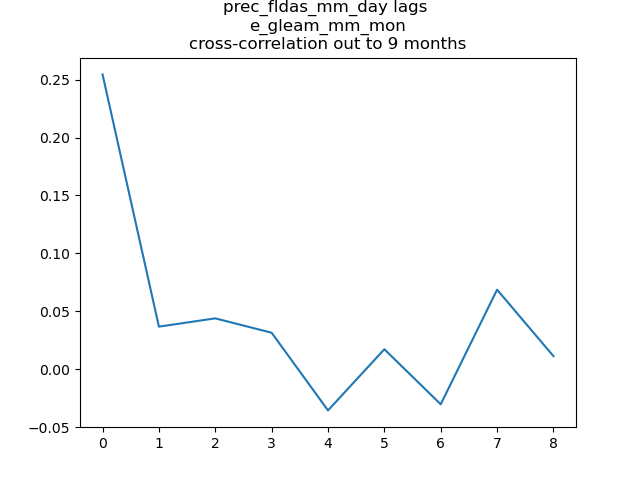 prec_fldas_mm_day lags
e_gleam_mm_mon
cross-correlation out to 9 months
0.25
0.20
0.15
0.10
0.05
0.00
−0.05
0 1 2 3 4 5 6 7 8